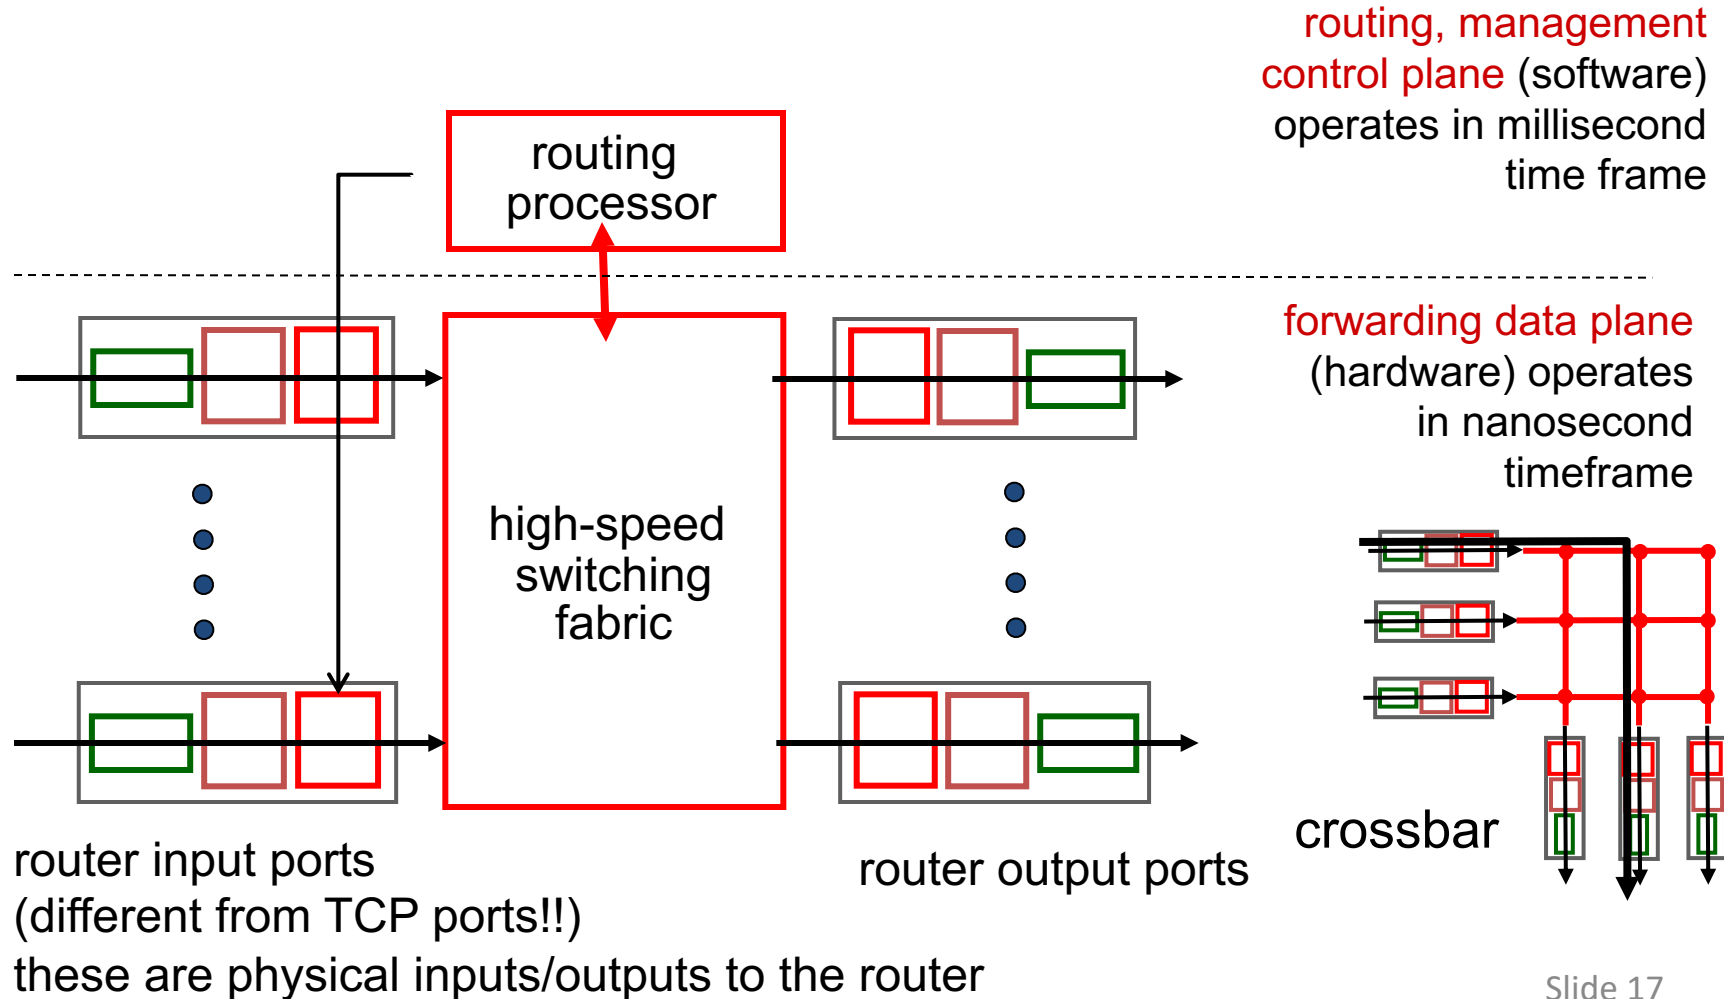 routing, management
control plane (software)
operates in millisecond
time frame
routing
processor
forwarding data plane
(hardware) operates
in nanosecond
timeframe
high-speed
switching
fabric
crossbar
router input ports
(different from TCP ports!!)
these are physical inputs/outputs to the router
router output ports
Slide 17